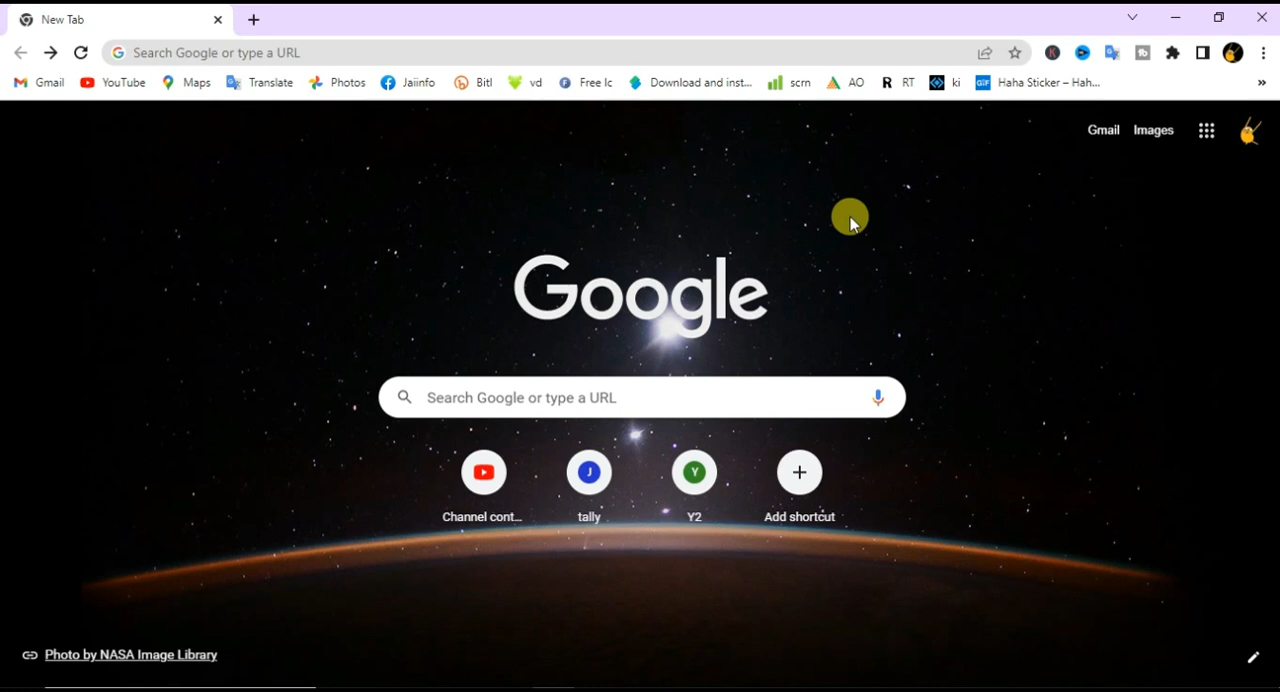 New Tab
Search Google or type a URL
Gmail YouTube Maps Translate Photos Jaiinfo Bitl vd Free Ic Download and inst... scrn AO R RT ki GIF Haha Sticker – Hah... »
Gmail Images
Google
Search Google or type a URL
J Y
Channel cont... tally Y2 Add shortcut
Photo by NASA Image Library